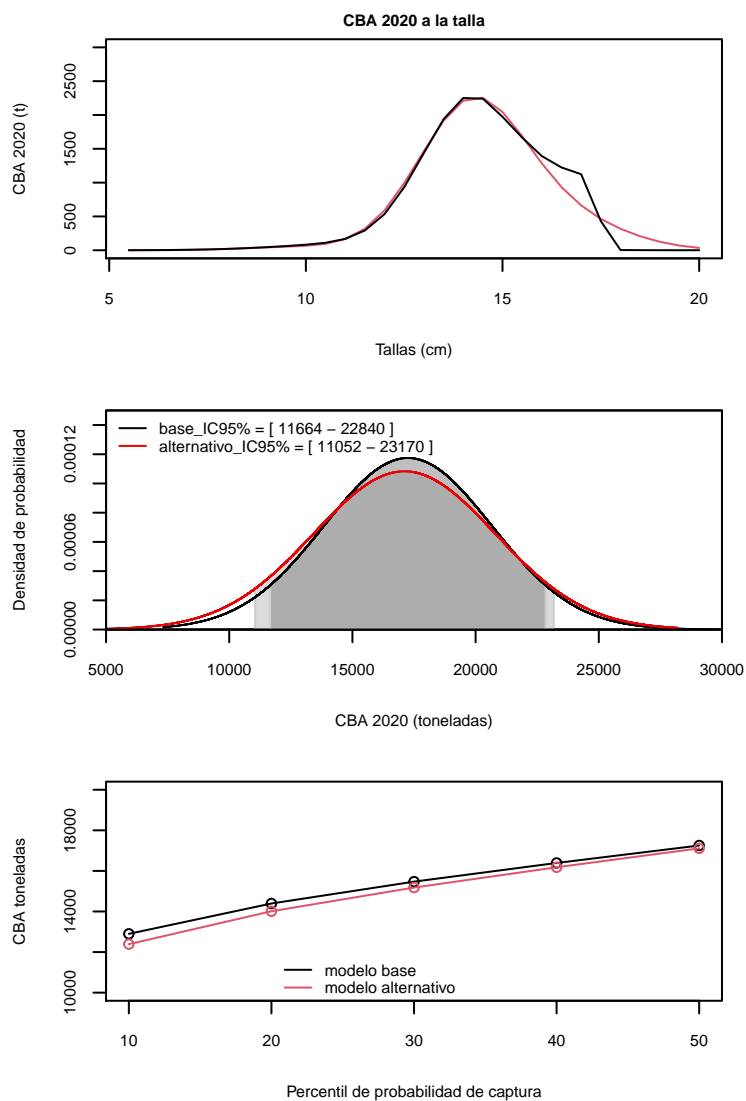 CBA 2020 a la talla
CBA 2020 (t)
2500
1500
500
0
5 10 15 20
Tallas (cm)
Densidad de probabilidad
0.00012
0.00006
0.00000
base_IC95% = [ 11664 − 22840 ]
alternativo_IC95% = [ 11052 − 23170 ]
5000 10000 15000 20000 25000 30000
CBA 2020 (toneladas)
CBA toneladas
18000
14000
10000
modelo base
modelo alternativo
10 20 30 40 50
Percentil de probabilidad de captura